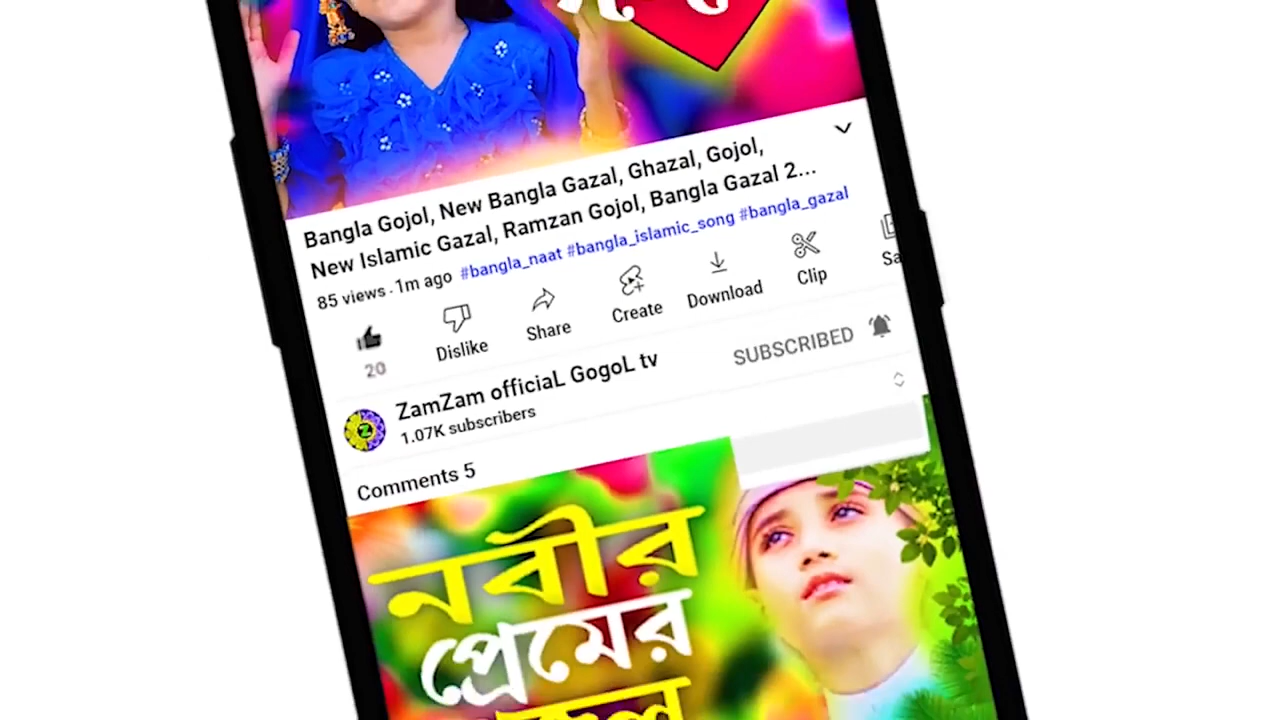 Bangla Gojol, New Bangla Gazal, Ghazal, Gojol,
New Islamic Gazal, Ramzan Gojol, Bangla Gazal 2...
85 views · 1m ago #bangla_naat #bangla_islamic_song #bangla_gazal
20 Dislike Share Create Download Clip Sa
ZamZam officiaL GogoL tv
1.07K subscribers
SUBSCRIBED
Comments 5
নবীর
প্রেমের